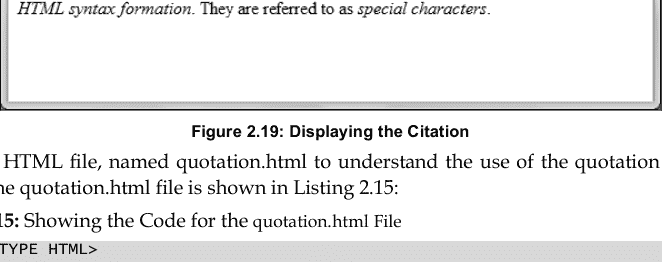 HTML syntax formation. They are referred to as special characters.
Figure 2.19: Displaying the Citation
HTML file, named quotation.html to understand the use of the quotation
he quotation.html file is shown in Listing 2.15:
15: Showing the Code for the quotation.html File
TYPE HTML>